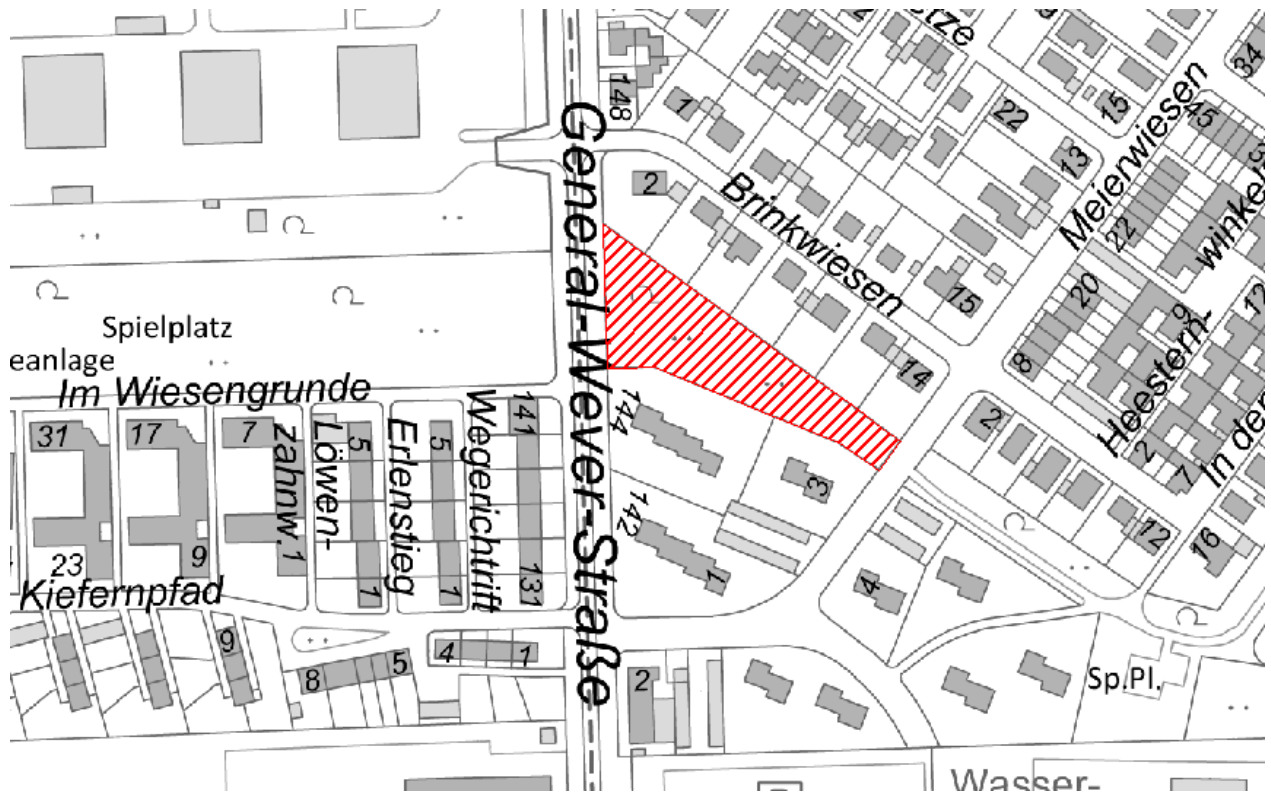 148
1
22
15
34
45
13
Meierwiesen
General-Wever-Straße
2
Brinkwiesen
22
winkel
15
20
9
12
Spielplatz
eanlage
8
Heestern-
14
Im Wiesengrunde
31
17
7
zahnw.1
Löwen-
5
Erlenstieg
5
Wegerichtrift
141
144
2
2
7
In der
3
142
12
16
23
9
1
1
131
1
4
Kiefernpfad
9
8
5
4
1
2
Sp.Pl.
Wasser-